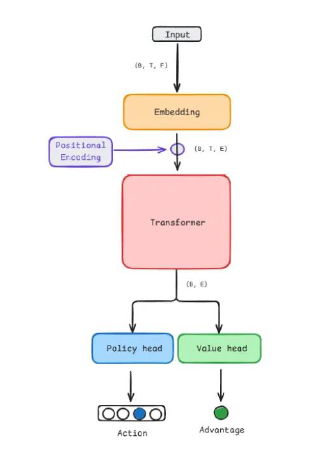 Input
(B, T, F)
Embedding
Positional
Encoding
(B, T, E)
Transformer
(B, E)
Policy head
Value head
Action
Advantage